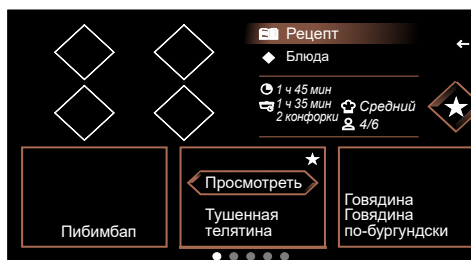 Рецепт
Блюда
1 ч 45 мин
1 ч 35 мин
2 конфорки
Средний
4/6
Просмотреть
Пибимбап
Тушенная
телятина
Говядина
Говядина
по-бургундски